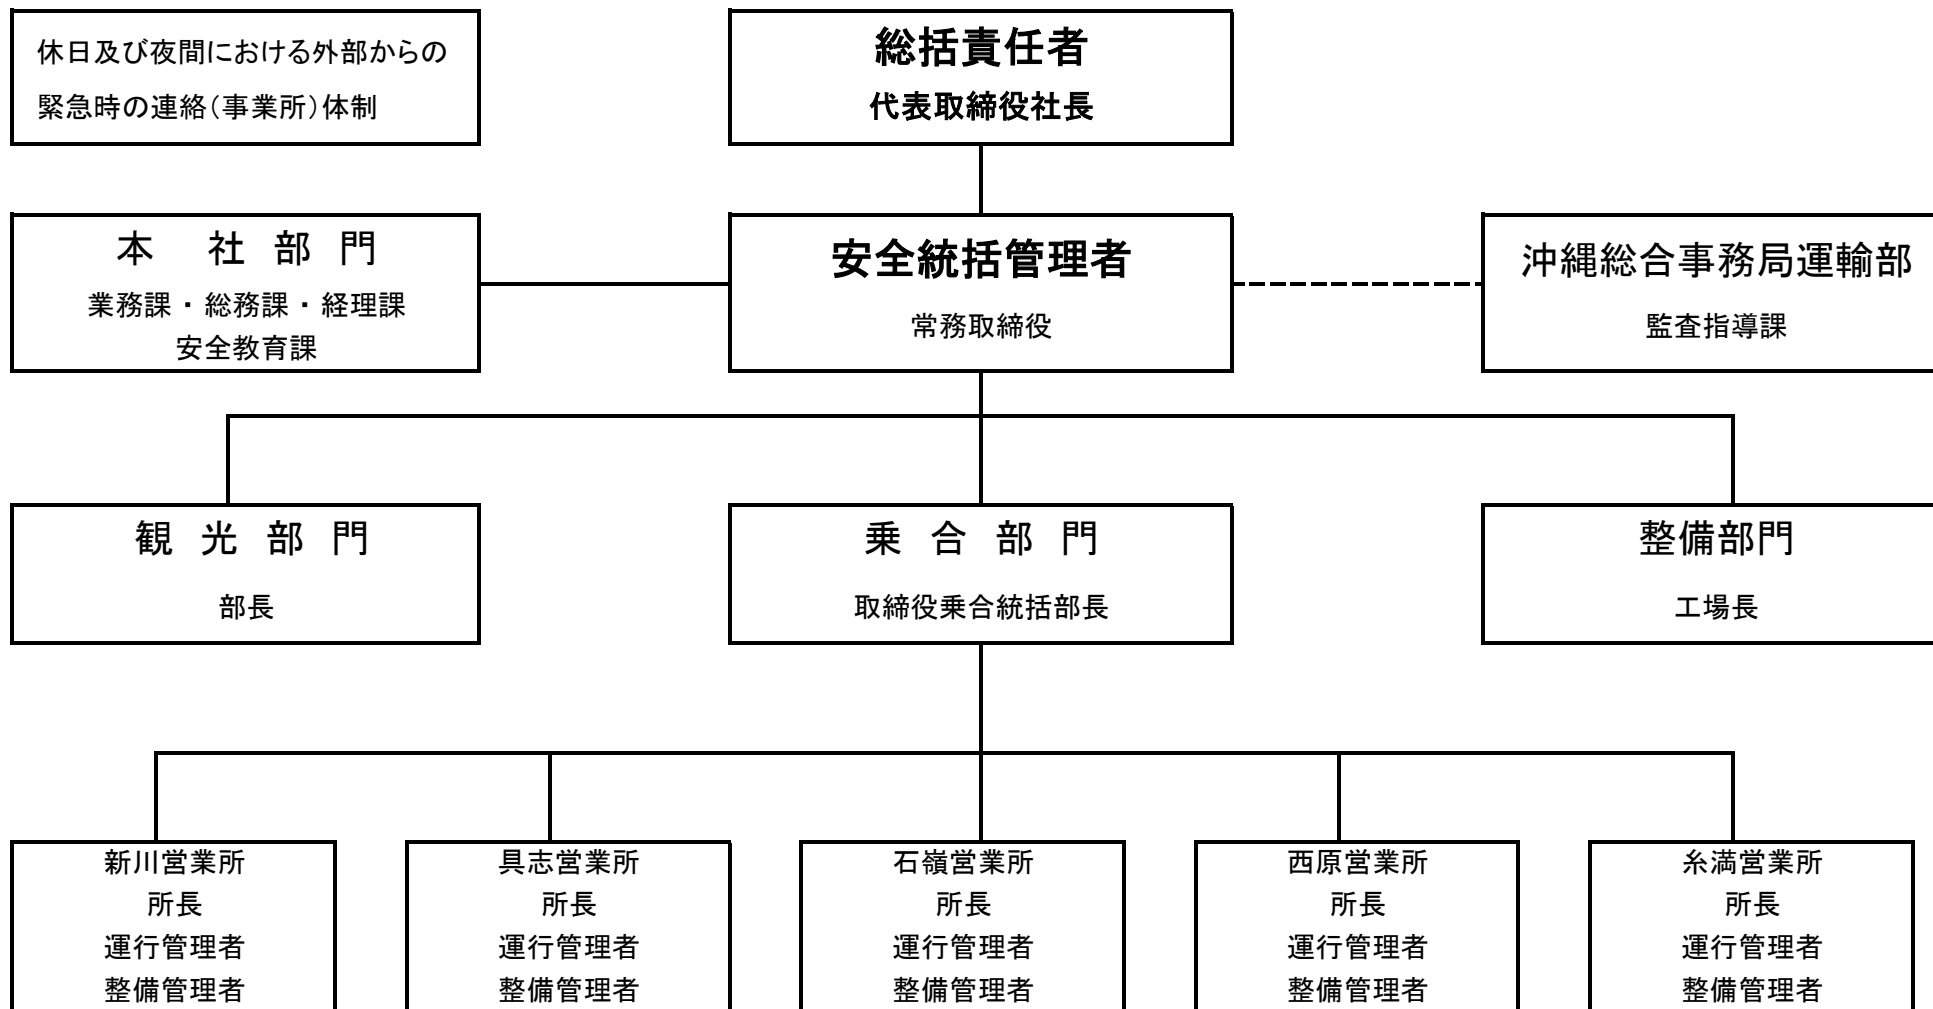 休日及び夜間における外部からの
緊急時の連絡(事業所)体制
総括責任者
代表取締役社長
本 社 部 門
業務課・総務課・経理課
安全教育課
安全統括管理者
常務取締役
沖縄総合事務局運輸部
監査指導課
観 光 部 門
部長
乗 合 部 門
取締役乗合統括部長
整備部門
工場長
新川営業所
所長
運行管理者
整備管理者
具志営業所
所長
運行管理者
整備管理者
石嶺営業所
所長
運行管理者
整備管理者
西原営業所
所長
運行管理者
整備管理者
糸満営業所
所長
運行管理者
整備管理者